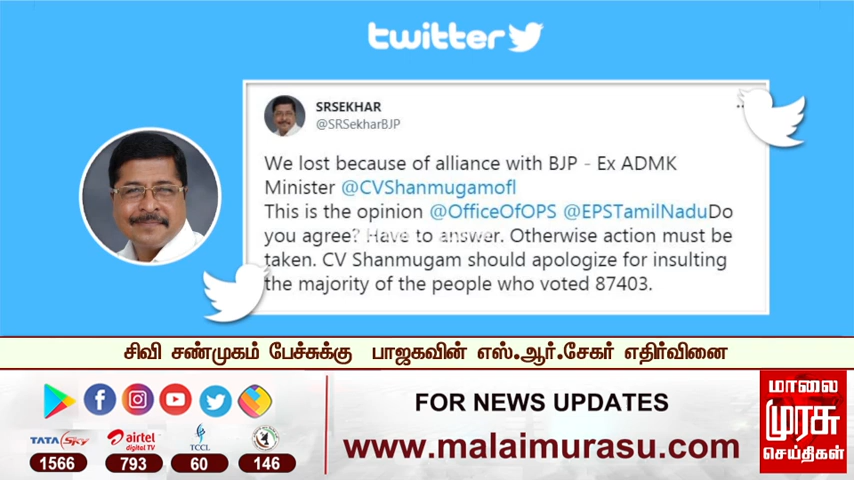 twitter
SRSEKHAR
@SRSekharBJP
We lost because of alliance with BJP - Ex ADMK
Minister @CVShanmugamofl
This is the opinion @OfficeOfOPS @EPSTamilNaduDo
you agree? Have to answer. Otherwise action must be
taken. CV Shanmugam should apologize for insulting
the majority of the people who voted 87403.
சிவி சண்முகம் பேச்சுக்கு பாஜகவின் எஸ்.ஆர்.சேகர் எதிர்வினை
TATA Sky
1566
airtel
digital TV
793
TCCL
60
146
FOR NEWS UPDATES
www.malaimurasu.com
மாலை
முரசு
செய்திகள்